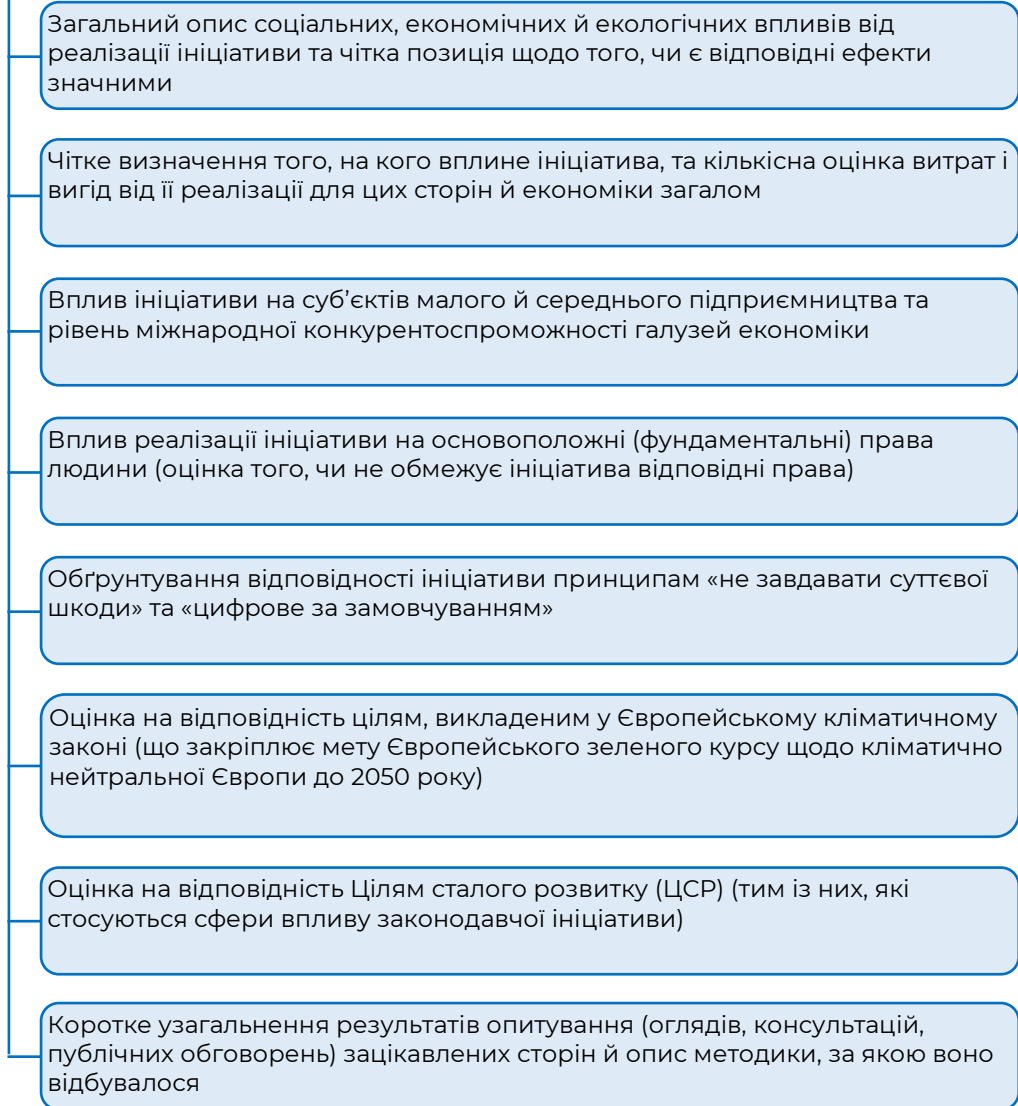 Загальний опис соціальних, економічних й екологічних впливів від
реалізації ініціативи та чітка позиція щодо того, чи є відповідні ефекти
значними
Чітке визначення того, на кого вплине ініціатива, та кількісна оцінка витрат і
вигід від її реалізації для цих сторін й економіки загалом
Вплив ініціативи на суб’єктів малого й середнього підприємництва та
рівень міжнародної конкурентоспроможності галузей економіки
Вплив реалізації ініціативи на основоположні (фундаментальні) права
людини (оцінка того, чи не обмежує ініціатива відповідні права)
Обґрунтування відповідності ініціативи принципам «не завдавати суттєвої
шкоди» та «цифрове за замовчуванням»
Оцінка на відповідність цілям, викладеним у Європейському кліматичному
законі (що закріплює мету Європейського зеленого курсу щодо кліматично
нейтральної Європи до 2050 року)
Оцінка на відповідність Цілям сталого розвитку (ЦСР) (тим із них, які
стосуються сфери впливу законодавчої ініціативи)
Коротке узагальнення результатів опитування (оглядів, консультацій,
публічних обговорень) зацікавлених сторін й опис методики, за якою воно
відбувалося